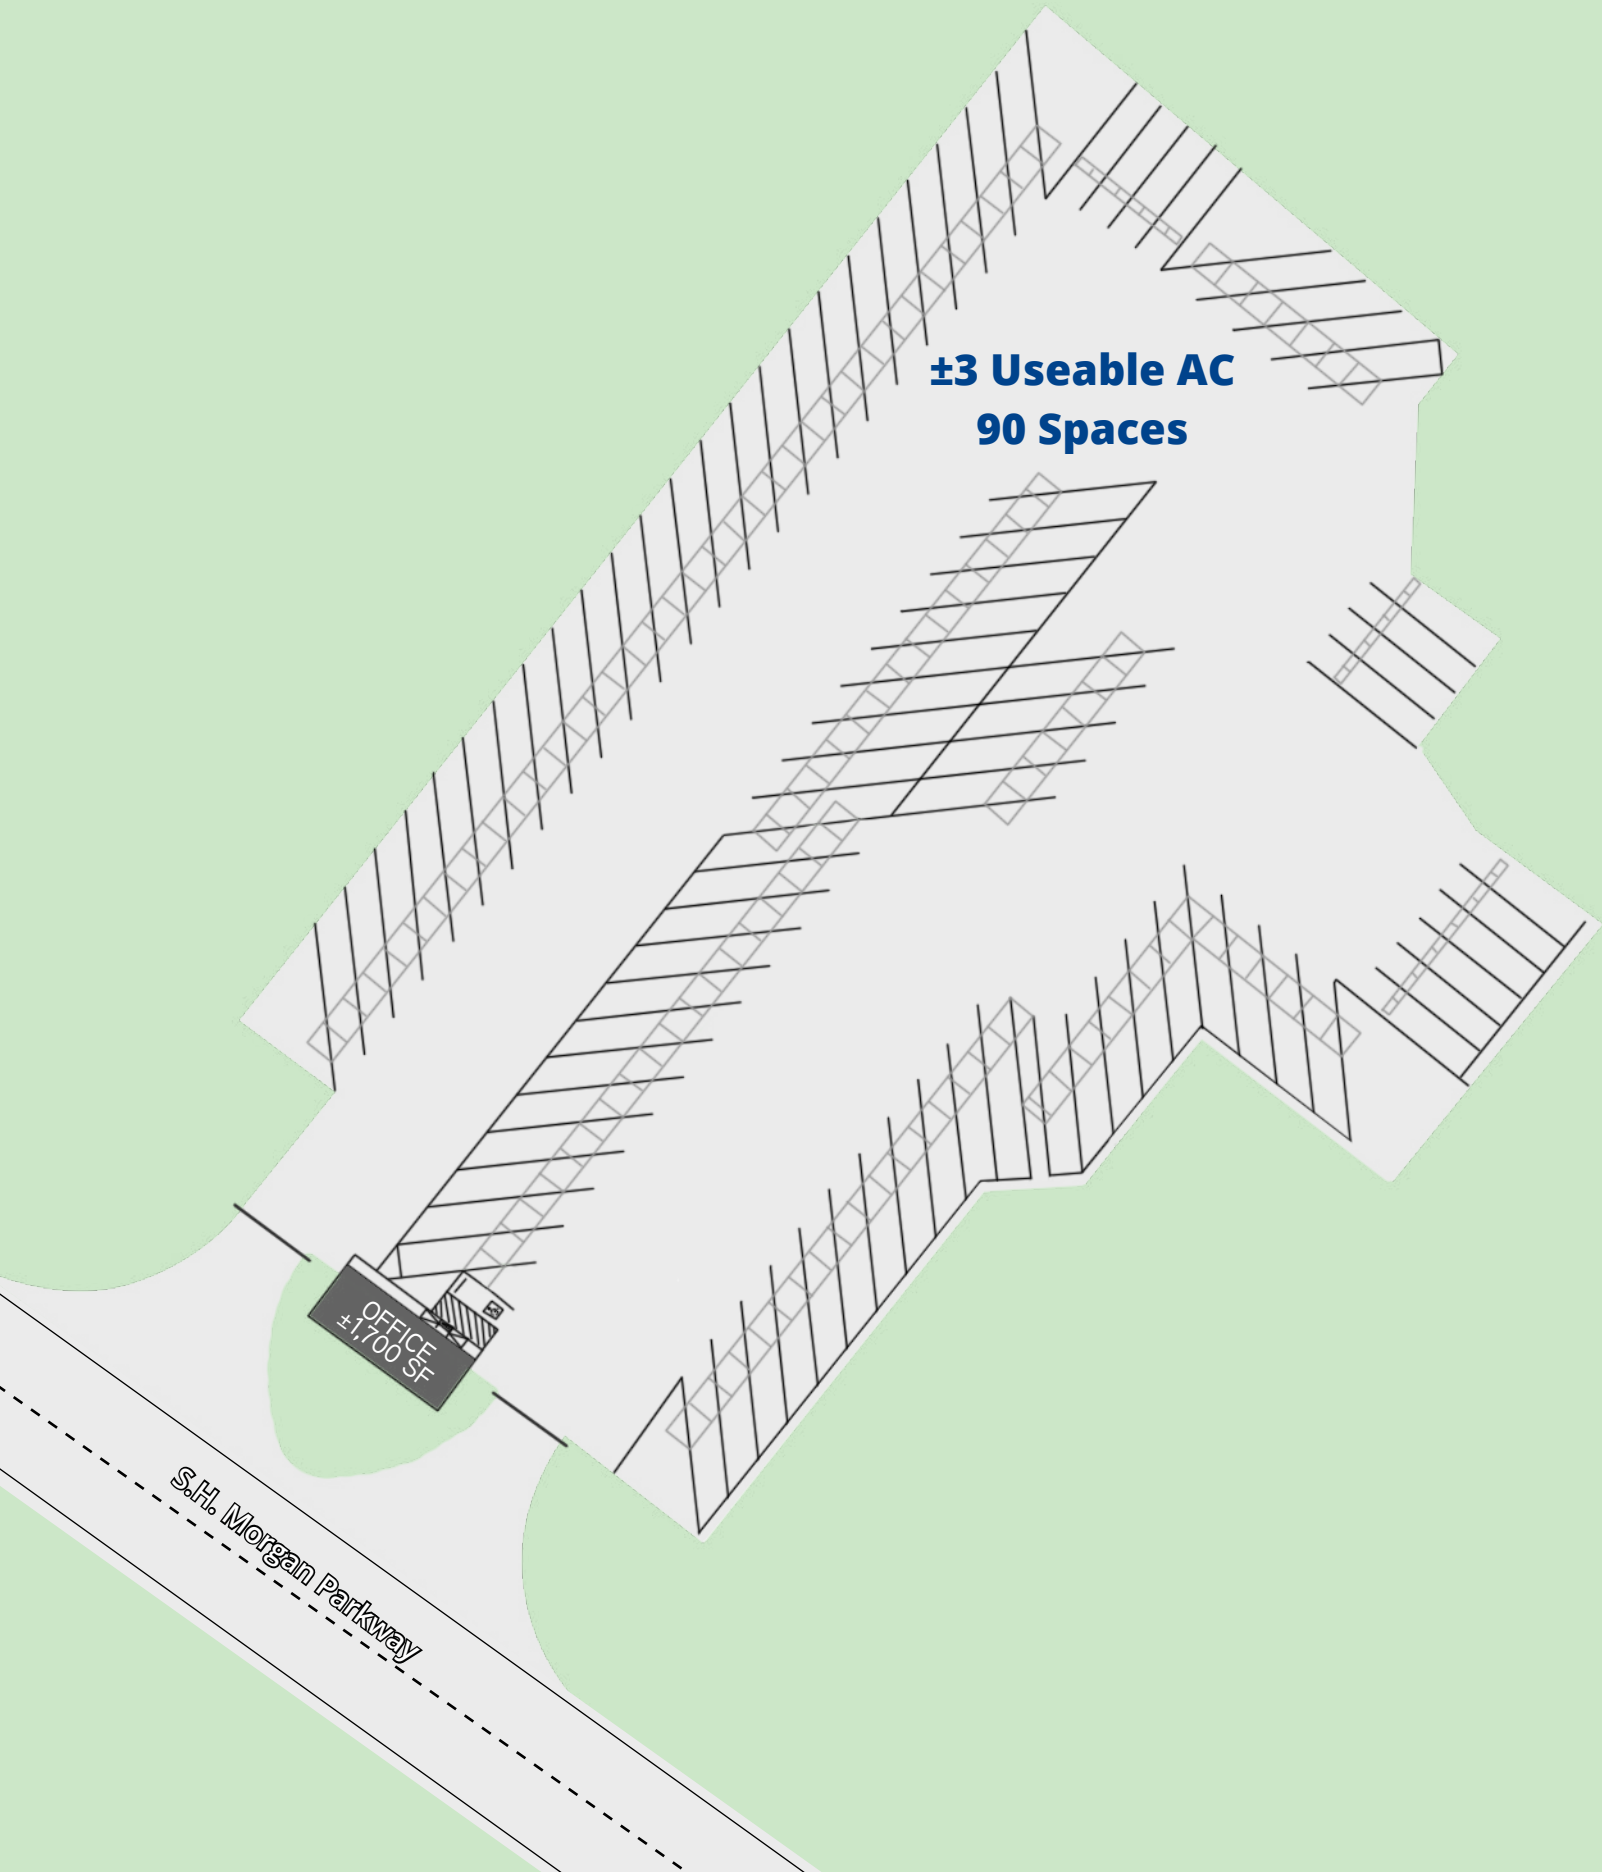 ±3 Useable AC
90 Spaces
OFFICE
±1,700 SF
S.H. Morgan Parkway